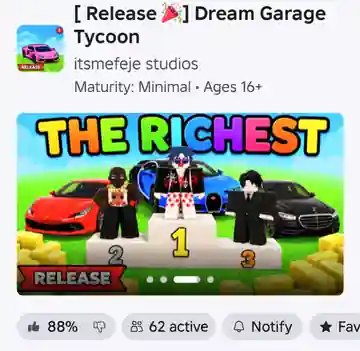 [ Release 🎉] Dream Garage
Tycoon
RELEASE
itsmefeje studios
Maturity: Minimal • Ages 16+
THE RICHEST
2
1
3
RELEASE
88%
62 active
Notify
Fav